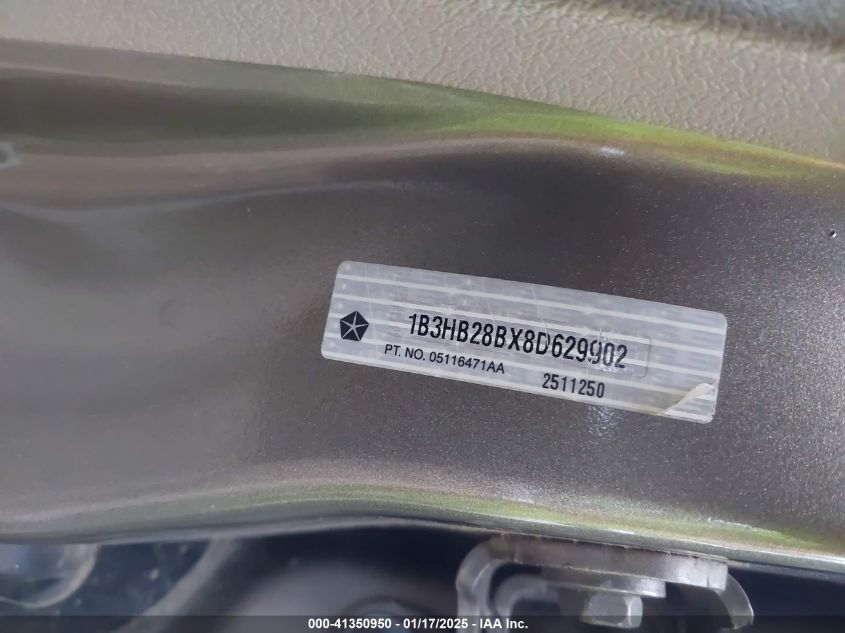 1B3HB28BX8D629902
PT. NO. 05116471AA
2511250
000-41350950 - 01/17/2025 - IAA Inc.